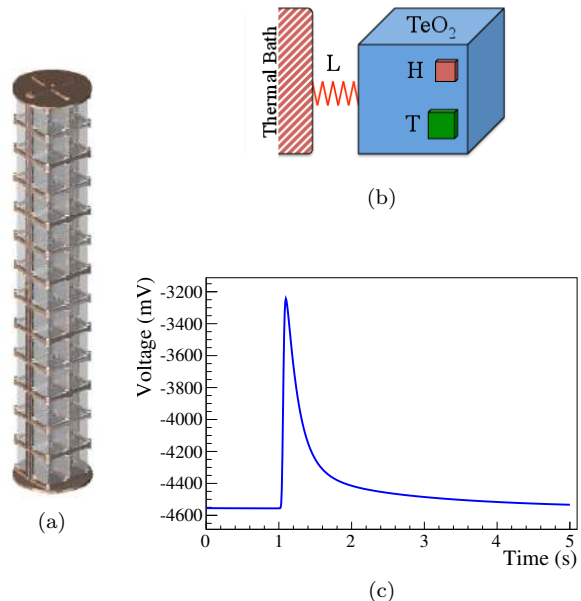 TeO₂
H
L
T
Thermal Bath
(b)
(a)
Voltage (mV)
-3200
-3400
-3600
-3800
-4000
-4200
-4400
-4600
0 1 2 3 4 5
Time (s)
(c)